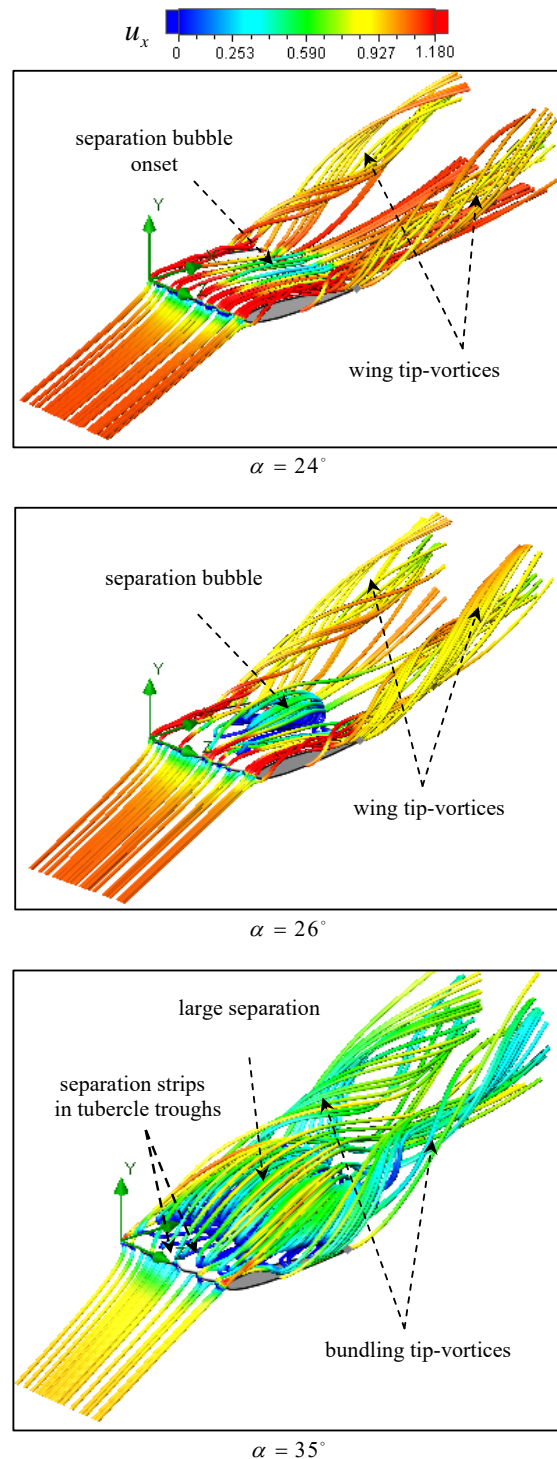 u_x
0 0.253 0.590 0.927 1.180
separation bubble
onset
Y
X
Z
wing tip-vortices
α = 24°
separation bubble
Y
Z
wing tip-vortices
α = 26°
large separation
separation strips
in tubercle troughs
Y
bundling tip-vortices
α = 35°